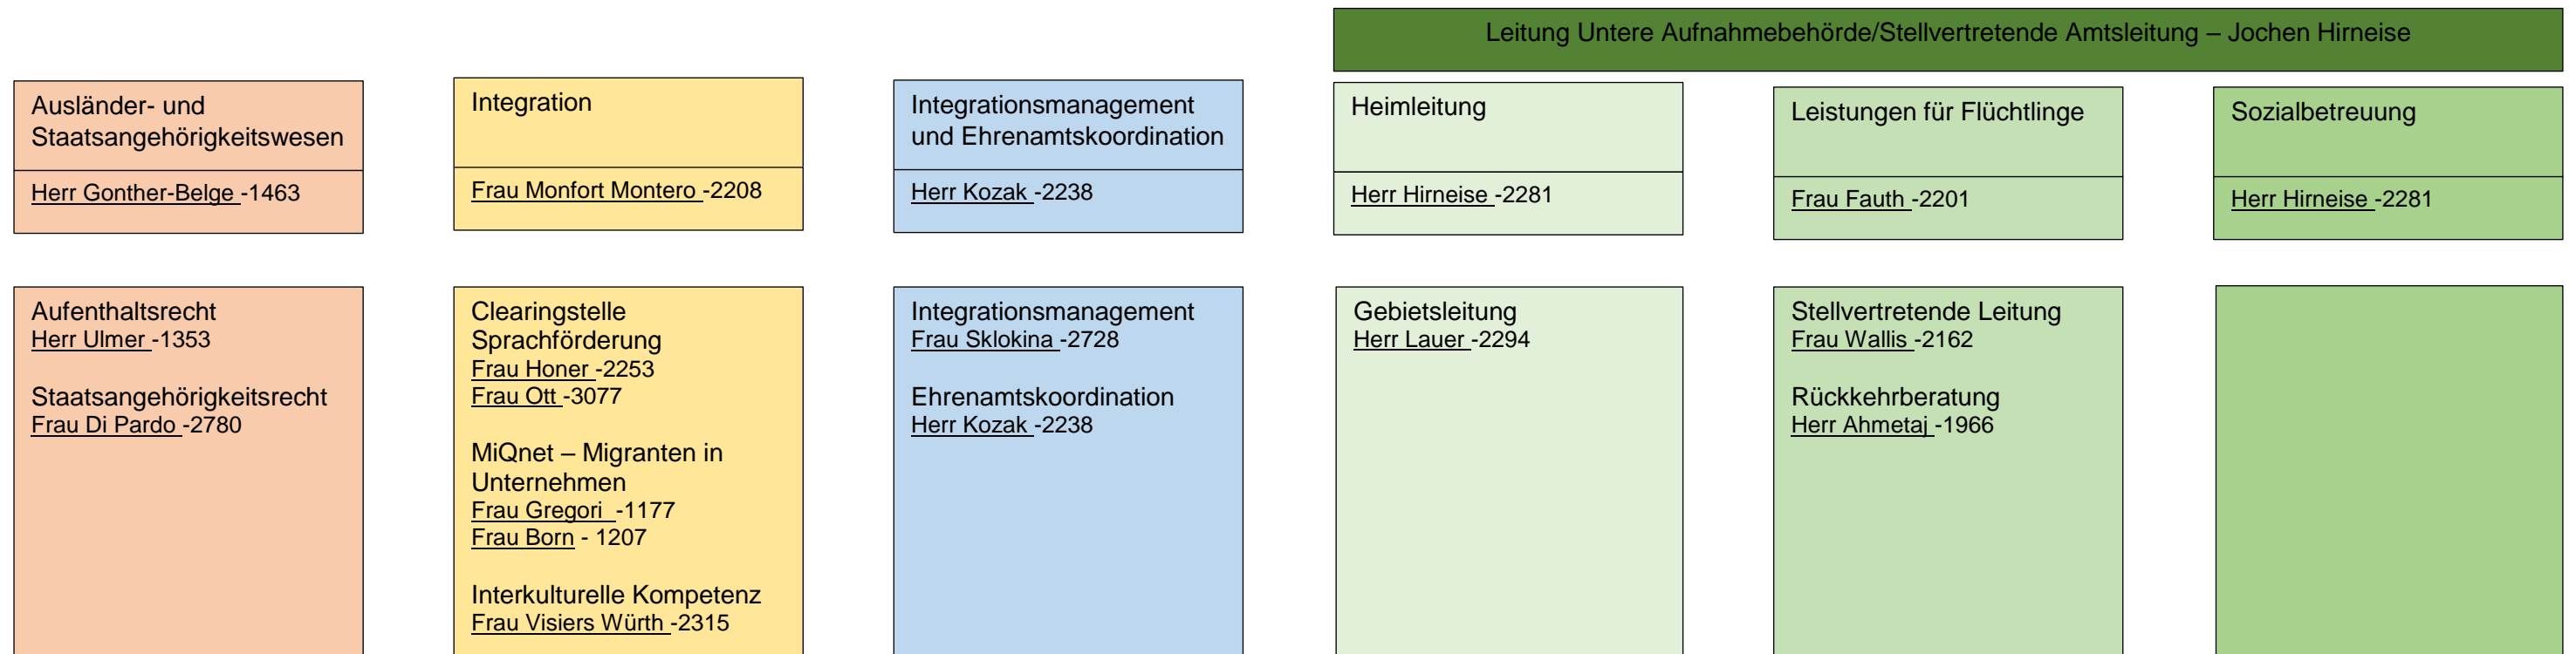 Leitung Untere Aufnahmebehörde/Stellvertretende Amtsleitung – Jochen Hirneise
Ausländer- und
Staatsangehörigkeitswesen
Herr Gonther-Belge -1463
Integration
Frau Monfort Montero -2208
Integrationsmanagement
und Ehrenamtskoordination
Herr Kozak -2238
Heimleitung
Herr Hirneise -2281
Leistungen für Flüchtlinge
Frau Fauth -2201
Sozialbetreuung
Herr Hirneise -2281
Aufenthaltsrecht
Herr Ulmer -1353
Staatsangehörigkeitsrecht
Frau Di Pardo -2780
Clearingstelle
Sprachförderung
Frau Honer -2253
Frau Ott -3077
MiQnet – Migranten in
Unternehmen
Frau Gregori -1177
Frau Born - 1207
Interkulturelle Kompetenz
Frau Visiers Würth -2315
Integrationsmanagement
Frau Sklokina -2728
Ehrenamtskoordination
Herr Kozak -2238
Gebietsleitung
Herr Lauer -2294
Stellvertretende Leitung
Frau Wallis -2162
Rückkehrberatung
Herr Ahmetaj -1966